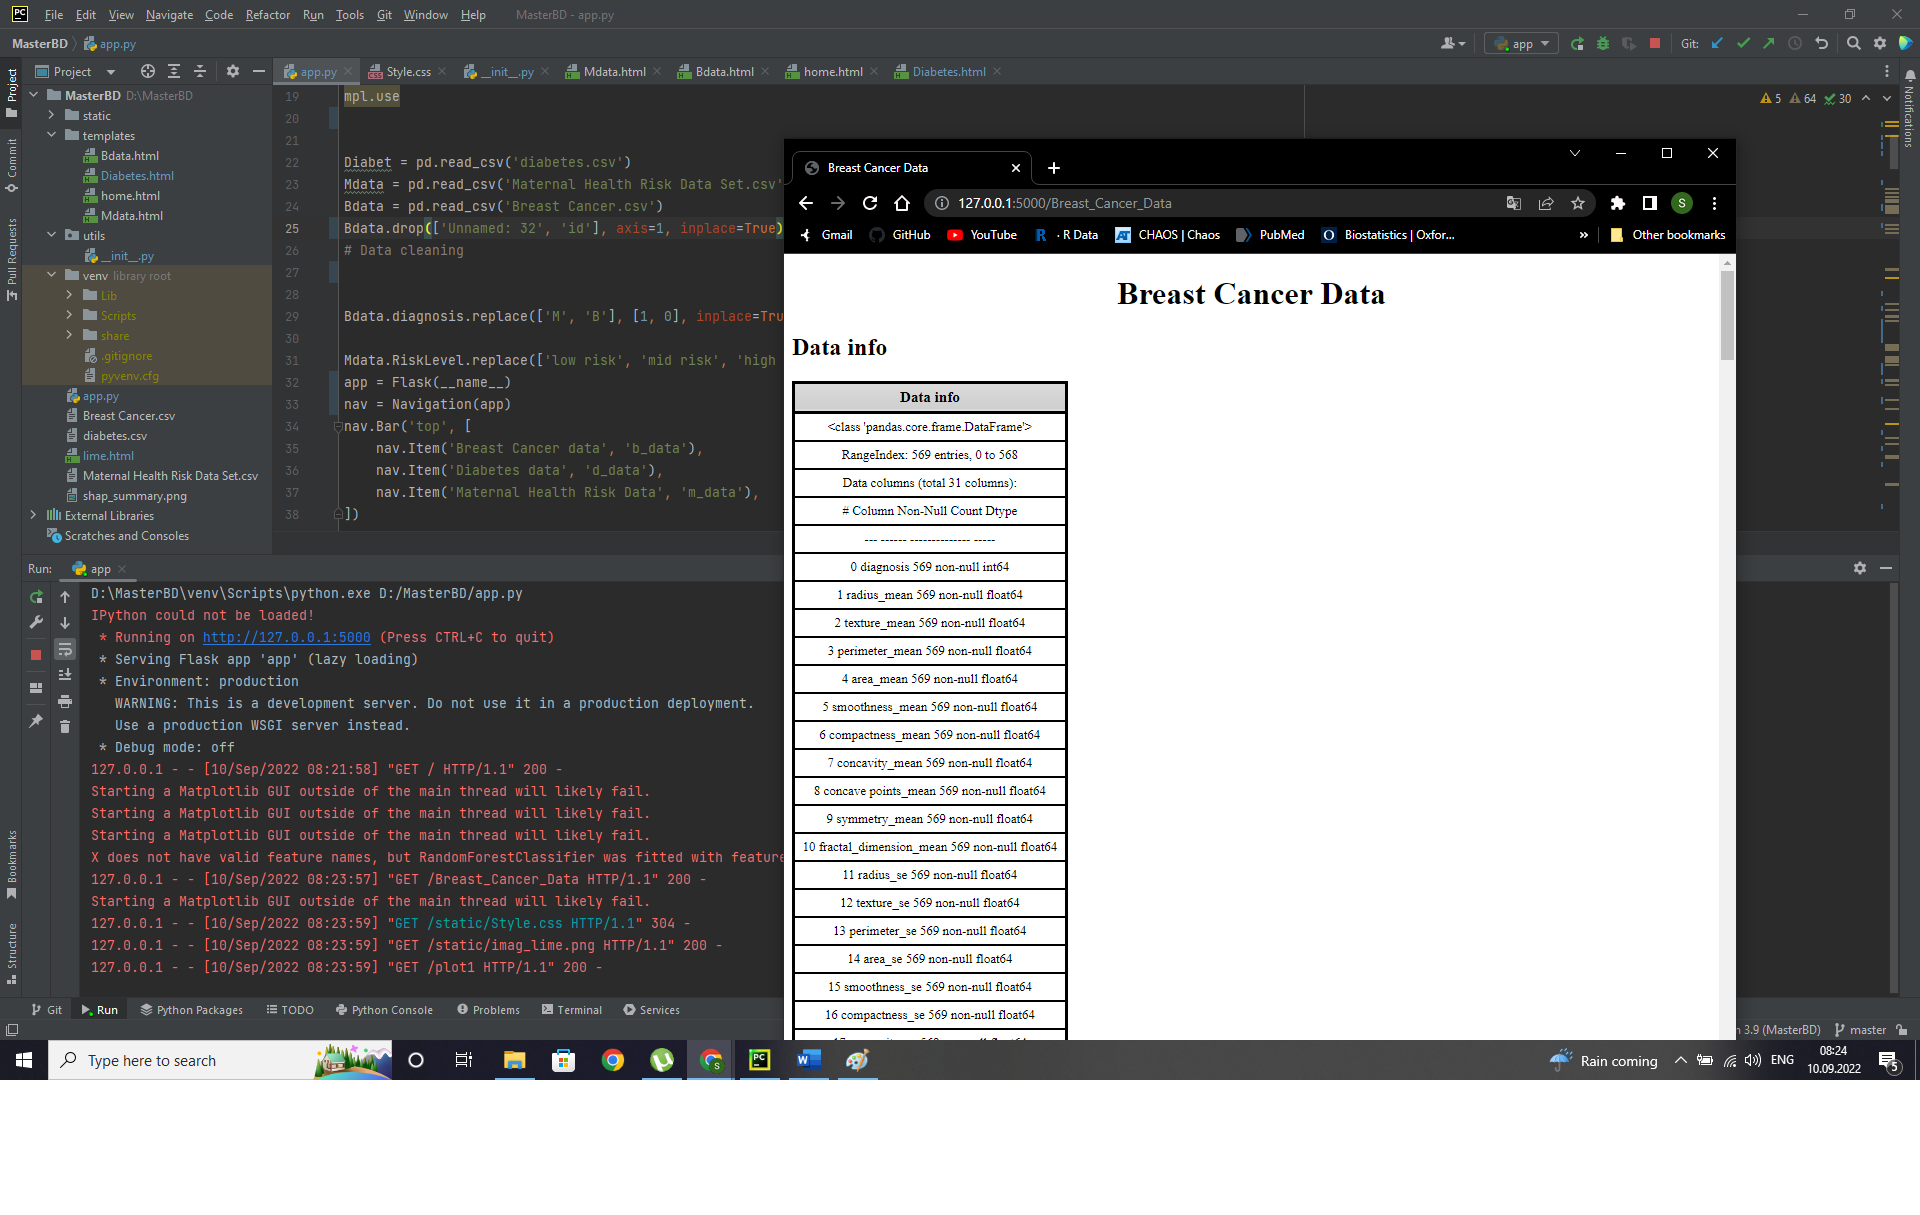 File Edit View Navigate Code Refactor Run Tools Git Window Help MasterBD - app.py
MasterBD app.py
app Git:
Project
app.py Style.css __init__.py Mdata.html Bdata.html home.html Diabetes.html
Project
Commit
Pull Requests
Bookmarks
Structure
Notifications
MasterBD D:\MasterBD
static
templates
Bdata.html
Diabetes.html
home.html
Mdata.html
utils
__init__.py
venv library root
Lib
Scripts
share
.gitignore
pyvenv.cfg
app.py
Breast Cancer.csv
diabetes.csv
lime.html
Maternal Health Risk Data Set.csv
shap_summary.png
External Libraries
Scratches and Consoles
5 64 30
19 mpl.use
20
21
22 Diabet = pd.read_csv('diabetes.csv')
23 Mdata = pd.read_csv('Maternal Health Risk Data Set.csv'
24 Bdata = pd.read_csv('Breast Cancer.csv')
25 Bdata.drop(['Unnamed: 32', 'id'], axis=1, inplace=True)
26 # Data cleaning
27
28
29 Bdata.diagnosis.replace(['M', 'B'], [1, 0], inplace=Tru
30
31 Mdata.RiskLevel.replace(['low risk', 'mid risk', 'high
32 app = Flask(__name__)
33 nav = Navigation(app)
34 nav.Bar('top', [
35 nav.Item('Breast Cancer data', 'b_data'),
36 nav.Item('Diabetes data', 'd_data'),
37 nav.Item('Maternal Health Risk Data', 'm_data'),
38 ])
Run: app
D:\MasterBD\venv\Scripts\python.exe D:/MasterBD/app.py
IPython could not be loaded!
* Running on http://127.0.0.1:5000 (Press CTRL+C to quit)
* Serving Flask app 'app' (lazy loading)
* Environment: production
WARNING: This is a development server. Do not use it in a production deployment.
Use a production WSGI server instead.
* Debug mode: off
127.0.0.1 - - [10/Sep/2022 08:21:58] "GET / HTTP/1.1" 200 -
Starting a Matplotlib GUI outside of the main thread will likely fail.
Starting a Matplotlib GUI outside of the main thread will likely fail.
Starting a Matplotlib GUI outside of the main thread will likely fail.
X does not have valid feature names, but RandomForestClassifier was fitted with feature
127.0.0.1 - - [10/Sep/2022 08:23:57] "GET /Breast_Cancer_Data HTTP/1.1" 200 -
Starting a Matplotlib GUI outside of the main thread will likely fail.
127.0.0.1 - - [10/Sep/2022 08:23:59] "GET /static/Style.css HTTP/1.1" 304 -
127.0.0.1 - - [10/Sep/2022 08:23:59] "GET /static/imag_lime.png HTTP/1.1" 200 -
127.0.0.1 - - [10/Sep/2022 08:23:59] "GET /plot1 HTTP/1.1" 200 -
Git Run Python Packages TODO Python Console Problems Terminal Services
3.9 (MasterBD) master
Breast Cancer Data
127.0.0.1:5000/Breast_Cancer_Data
S
Gmail GitHub YouTube R · R Data CHAOS | Chaos PubMed Biostatistics | Oxfor... » Other bookmarks
Breast Cancer Data
Data info
Data info
<class 'pandas.core.frame.DataFrame'>
RangeIndex: 569 entries, 0 to 568
Data columns (total 31 columns):
# Column Non-Null Count Dtype
--- ------ -------------- -----
0 diagnosis 569 non-null int64
1 radius_mean 569 non-null float64
2 texture_mean 569 non-null float64
3 perimeter_mean 569 non-null float64
4 area_mean 569 non-null float64
5 smoothness_mean 569 non-null float64
6 compactness_mean 569 non-null float64
7 concavity_mean 569 non-null float64
8 concave points_mean 569 non-null float64
9 symmetry_mean 569 non-null float64
10 fractal_dimension_mean 569 non-null float64
11 radius_se 569 non-null float64
12 texture_se 569 non-null float64
13 perimeter_se 569 non-null float64
14 area_se 569 non-null float64
15 smoothness_se 569 non-null float64
16 compactness_se 569 non-null float64
Type here to search
Rain coming ENG 08:24
10.09.2022
5